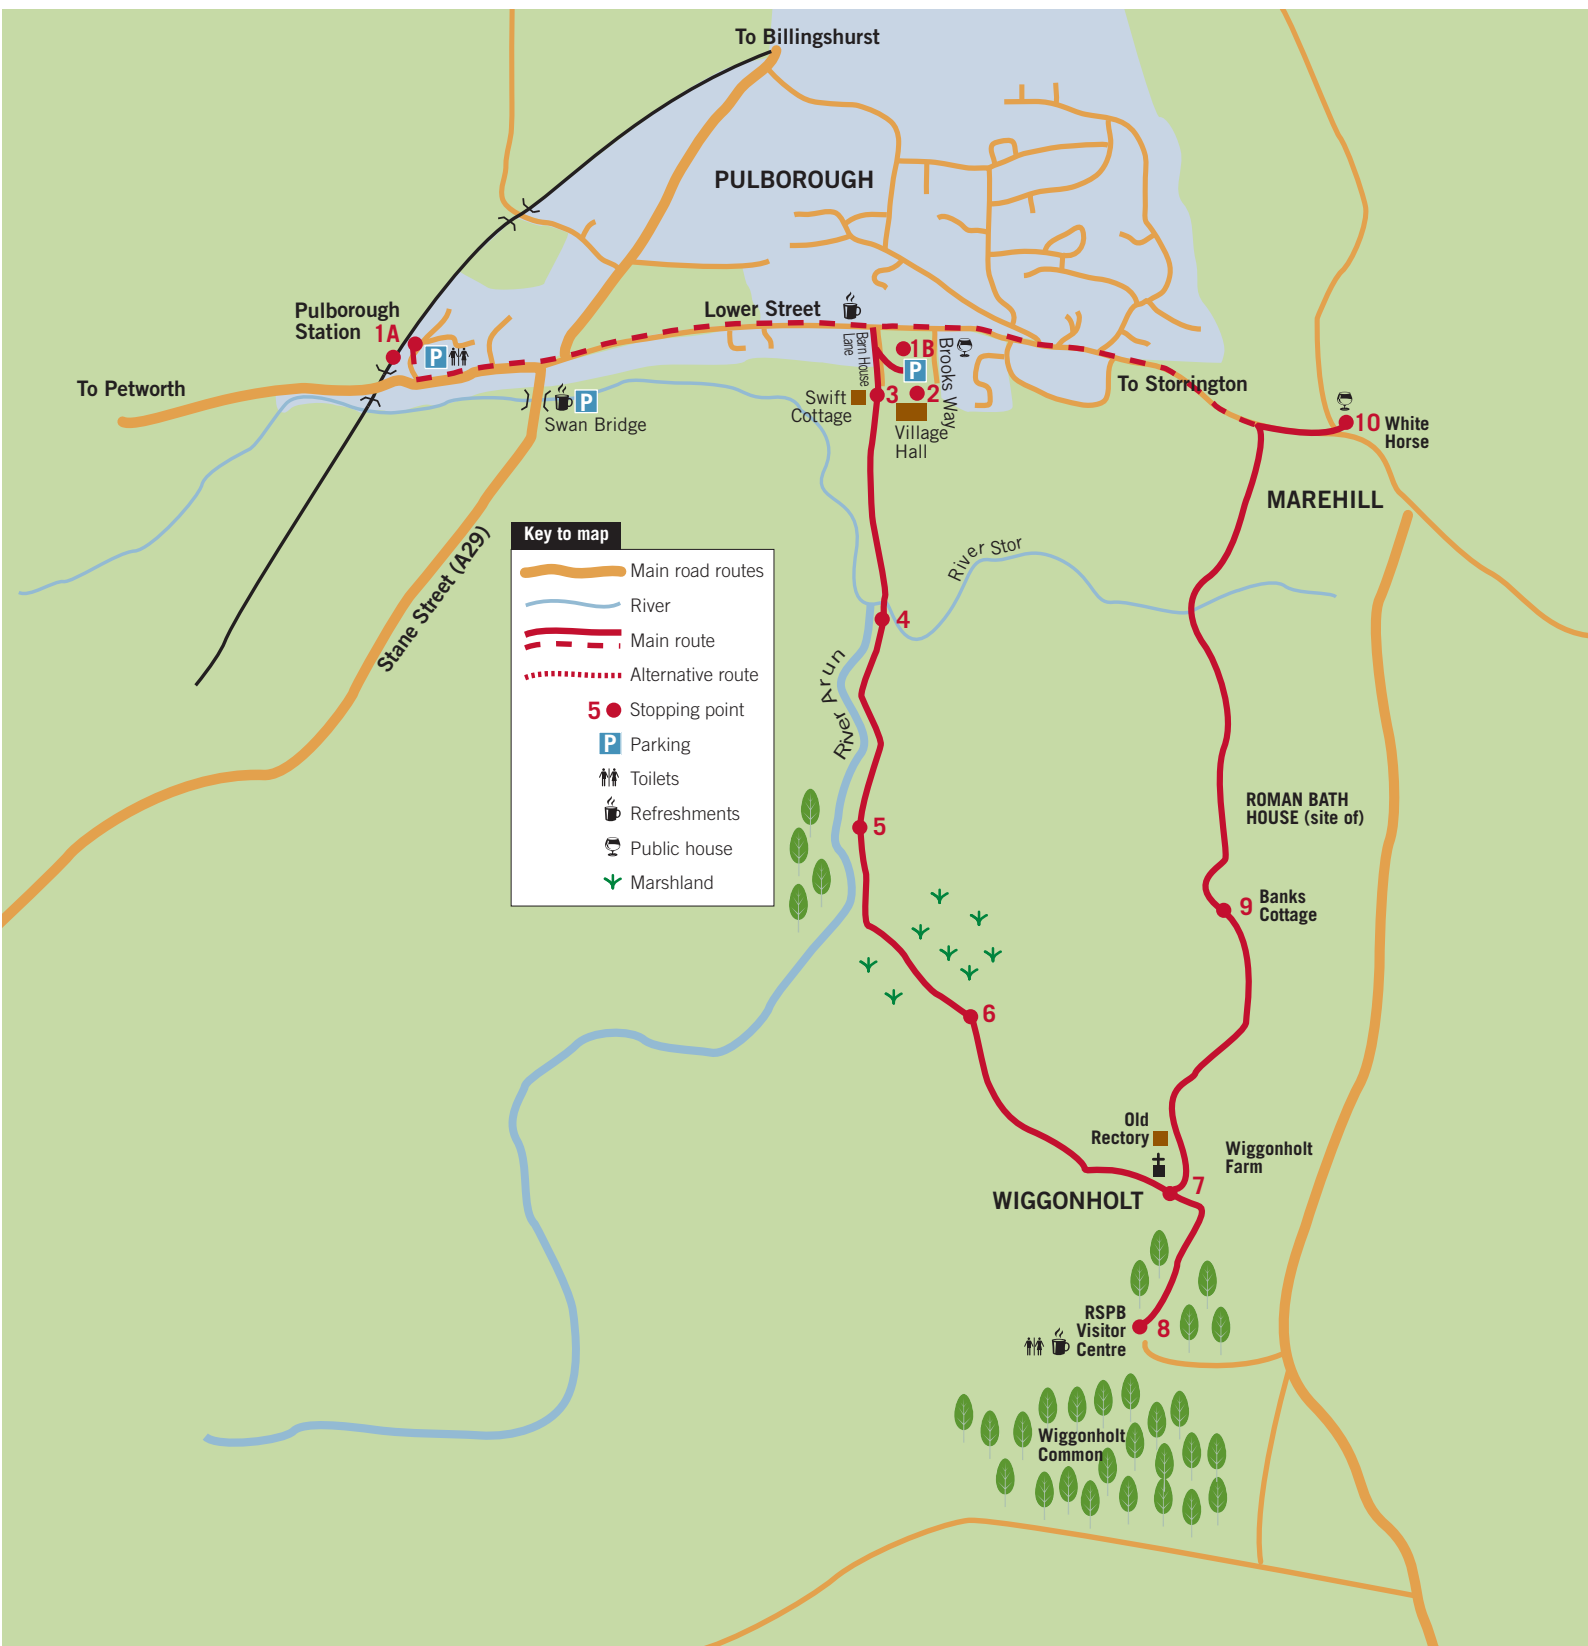 To Billingshurst
PULBOROUGH
Pulborough
Station
1A
P
Lower Street
To Petworth
P
Swan Bridge
Barn House
Lane
1B
P
Brooks Way
Swift
Cottage
3
2
Village
Hall
To Storrington
10
White
Horse
MAREHILL
Stane Street (A29)
River Stor
4
River Arun
Key to map
Main road routes
River
Main route
Alternative route
5
Stopping point
P
Parking
Toilets
Refreshments
Public house
Marshland
5
ROMAN BATH
HOUSE (site of)
9
Banks
Cottage
6
Old
Rectory
Wiggonholt
Farm
7
WIGGONHOLT
RSPB
Visitor
Centre
8
Wiggonholt
Common